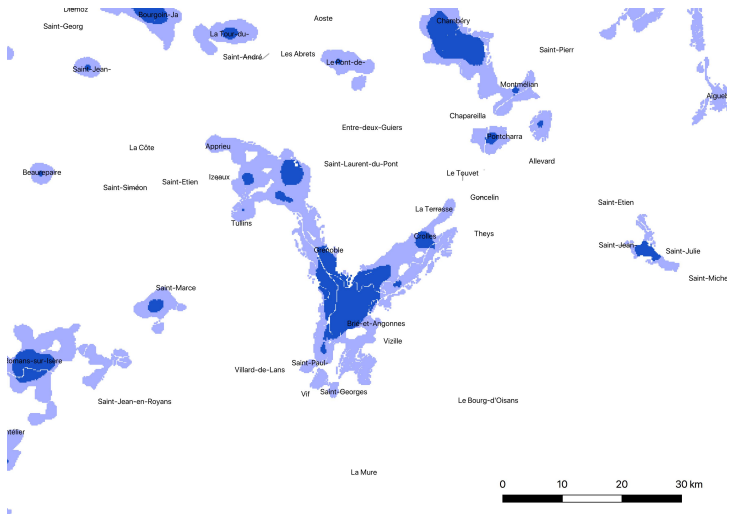 Diémoz
Bourgoin-Ja
Aoste
Chambéry
Saint-Georg
La Tour-du-
Saint-André
Les Abrets
Le Pont-de-
Saint-Pierr
Saint-Jean-
Montmélian
Aigueb
Chapareilla
Entre-deux-Guiers
Pontcharra
Apprieu
La Côte
Saint-Laurent-du-Pont
Allevard
Beaurepaire
Izeaux
Saint-Etien
Saint-Siméon
Le Touvet
Goncelin
Saint-Etien
La Terrasse
Tullins
Theys
Crolles
Saint-Jean-
Saint-Julie
Grenoble
Saint-Miche
Saint-Marce
Brié-et-Angonnes
Vizille
Romans-sur-Isère
Saint-Paul-
Villard-de-Lans
Vif
Saint-Georges
Saint-Jean-en-Royans
Le Bourg-d'Oisans
ntélier
La Mure
0 10 20 30 km